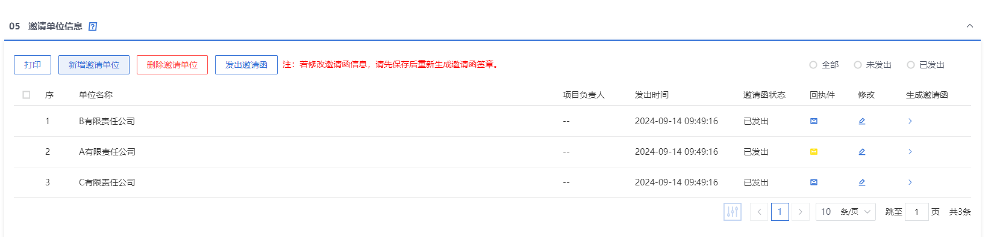 05 邀请单位信息
打印 新增邀请单位 删除邀请单位 发出邀请函 注：若修改邀请函信息，请先保存后重新生成邀请函签章。 全部 未发出 已发出
序 单位名称 项目负责人 发出时间 邀请函状态 回执件 修改 生成邀请函
1 B有限责任公司 -- 2024-09-14 09:49:16 已发出
2 A有限责任公司 -- 2024-09-14 09:49:16 已发出
3 C有限责任公司 -- 2024-09-14 09:49:16 已发出
1 10 条/页 跳至 1 页 共3条